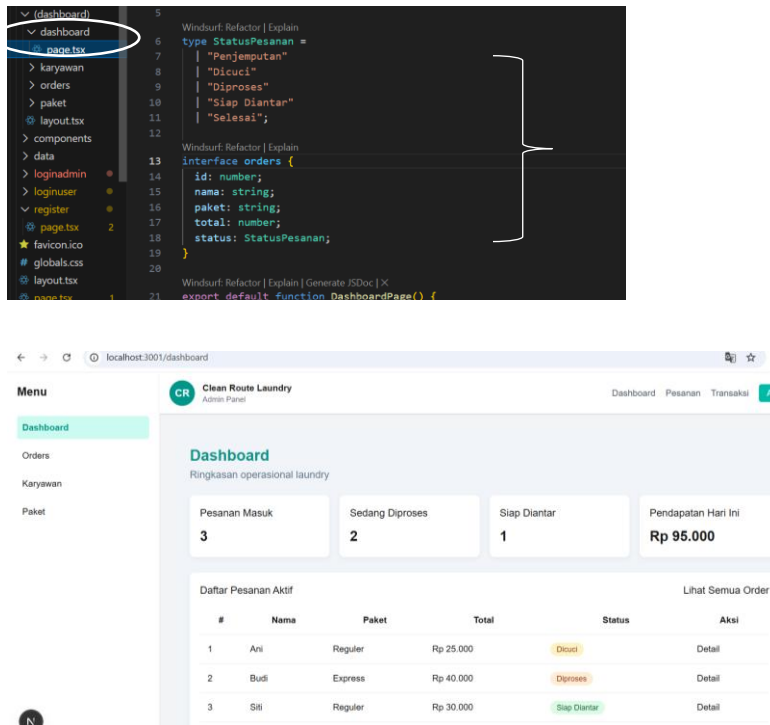 (dashboard)
dashboard
page.tsx
karyawan
orders
paket
layout.tsx
components
data
loginadmin
loginuser
register
page.tsx 2
favicon.ico
# globals.css
layout.tsx
page.tsx 1
5
Windsurf: Refactor | Explain
6 type StatusPesanan =
7 | "Penjemputan"
8 | "Dicuci"
9 | "Diproses"
10 | "Siap Diantar"
11 | "Selesai";
12
Windsurf: Refactor | Explain
13 interface orders {
14 id: number;
15 nama: string;
16 paket: string;
17 total: number;
18 status: StatusPesanan;
19 }
20
Windsurf: Refactor | Explain | Generate JSDoc | X
21 export default function DashboardPage() {
localhost:3001/dashboard
Menu
Dashboard
Orders
Karyawan
Paket
CR Clean Route Laundry
Admin Panel
Dashboard Pesanan Transaksi
Dashboard
Ringkasan operasional laundry
Pesanan Masuk
3
Sedang Diproses
2
Siap Diantar
1
Pendapatan Hari Ini
Rp 95.000
Daftar Pesanan Aktif
Lihat Semua Order
# Nama Paket Total Status Aksi
1 Ani Reguler Rp 25.000 Dicuci Detail
2 Budi Express Rp 40.000 Diproses Detail
3 Siti Reguler Rp 30.000 Siap Diantar Detail
N